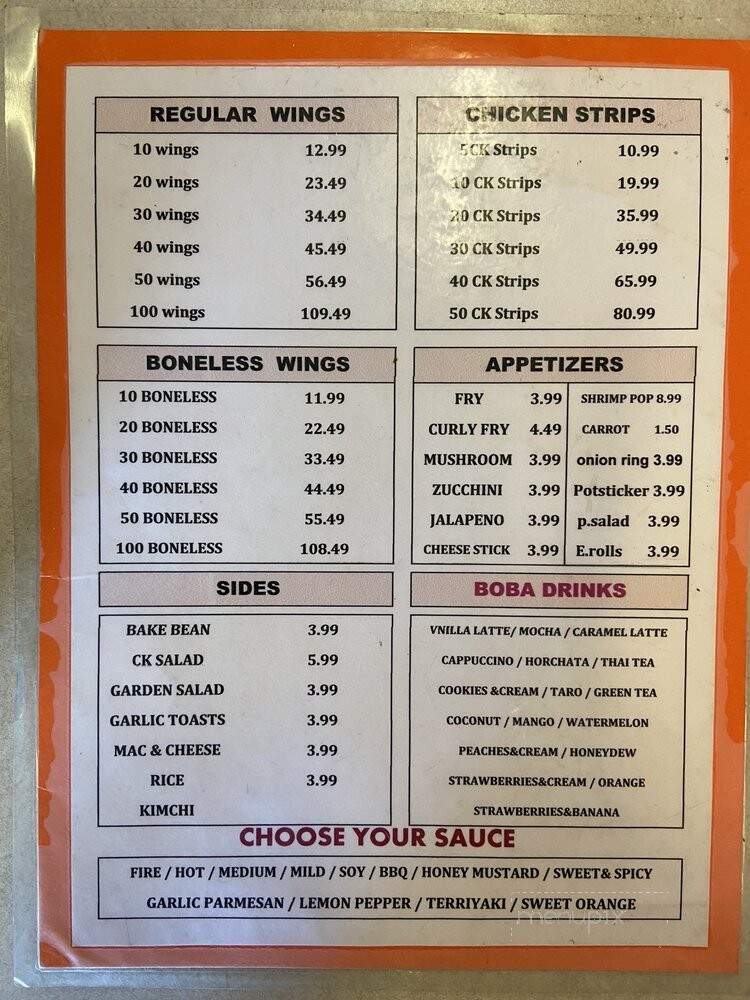 REGULAR WINGS
10 wings 12.99
20 wings 23.49
30 wings 34.49
40 wings 45.49
50 wings 56.49
100 wings 109.49
CHICKEN STRIPS
5CK Strips 10.99
10 CK Strips 19.99
20 CK Strips 35.99
30 CK Strips 49.99
40 CK Strips 65.99
50 CK Strips 80.99
BONELESS WINGS
10 BONELESS 11.99
20 BONELESS 22.49
30 BONELESS 33.49
40 BONELESS 44.49
50 BONELESS 55.49
100 BONELESS 108.49
APPETIZERS
FRY 3.99 SHRIMP POP 8.99
CURLY FRY 4.49 CARROT 1.50
MUSHROOM 3.99 onion ring 3.99
ZUCCHINI 3.99 Potsticker 3.99
JALAPENO 3.99 p.salad 3.99
CHEESE STICK 3.99 E.rolls 3.99
SIDES
BAKE BEAN 3.99
CK SALAD 5.99
GARDEN SALAD 3.99
GARLIC TOASTS 3.99
MAC & CHEESE 3.99
RICE 3.99
KIMCHI
BOBA DRINKS
VNILLA LATTE/ MOCHA / CARAMEL LATTE
CAPPUCCINO / HORCHATA / THAI TEA
COOKIES &CREAM / TARO / GREEN TEA
COCONUT / MANGO / WATERMELON
PEACHES&CREAM / HONEYDEW
STRAWBERRIES&CREAM / ORANGE
STRAWBERRIES&BANANA
CHOOSE YOUR SAUCE
FIRE / HOT / MEDIUM / MILD / SOY / BBQ / HONEY MUSTARD / SWEET& SPICY
GARLIC PARMESAN / LEMON PEPPER / TERRIYAKI / SWEET ORANGE
menupix